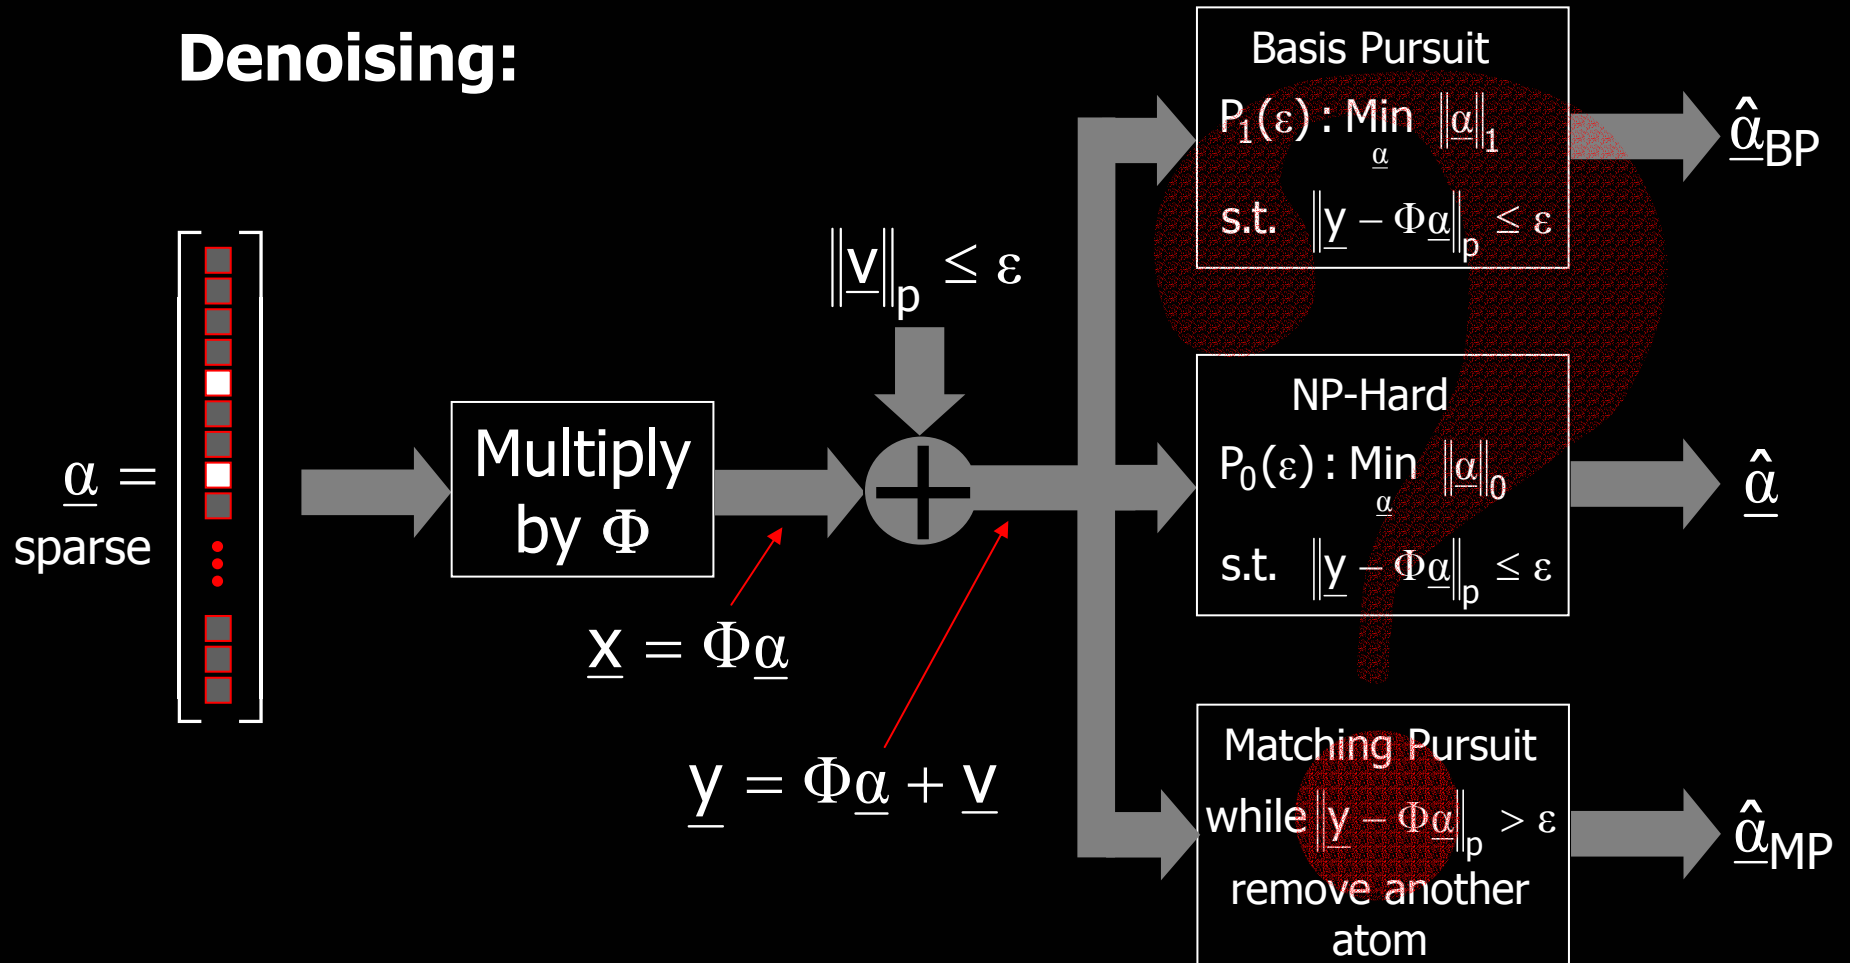 Denoising:
α =
sparse
Multiply
by Φ
x = Φα
‖v‖p ≤ ε
y = Φα + v
Basis Pursuit
P₁(ε) : Min ‖α‖₁
α
s.t. ‖y − Φα‖p ≤ ε
α̂BP
NP-Hard
P₀(ε) : Min ‖α‖₀
α
s.t. ‖y − Φα‖p ≤ ε
α̂
Matching Pursuit
while ‖y − Φα‖p > ε
remove another
atom
α̂MP
?